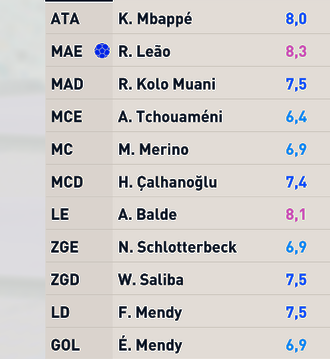 ATA K. Mbappé 8,0
MAE R. Leão 8,3
MAD R. Kolo Muani 7,5
MCE A. Tchouaméni 6,4
MC M. Merino 6,9
MCD H. Çalhanoğlu 7,4
LE A. Balde 8,1
ZGE N. Schlotterbeck 6,9
ZGD W. Saliba 7,5
LD F. Mendy 7,5
GOL É. Mendy 6,9